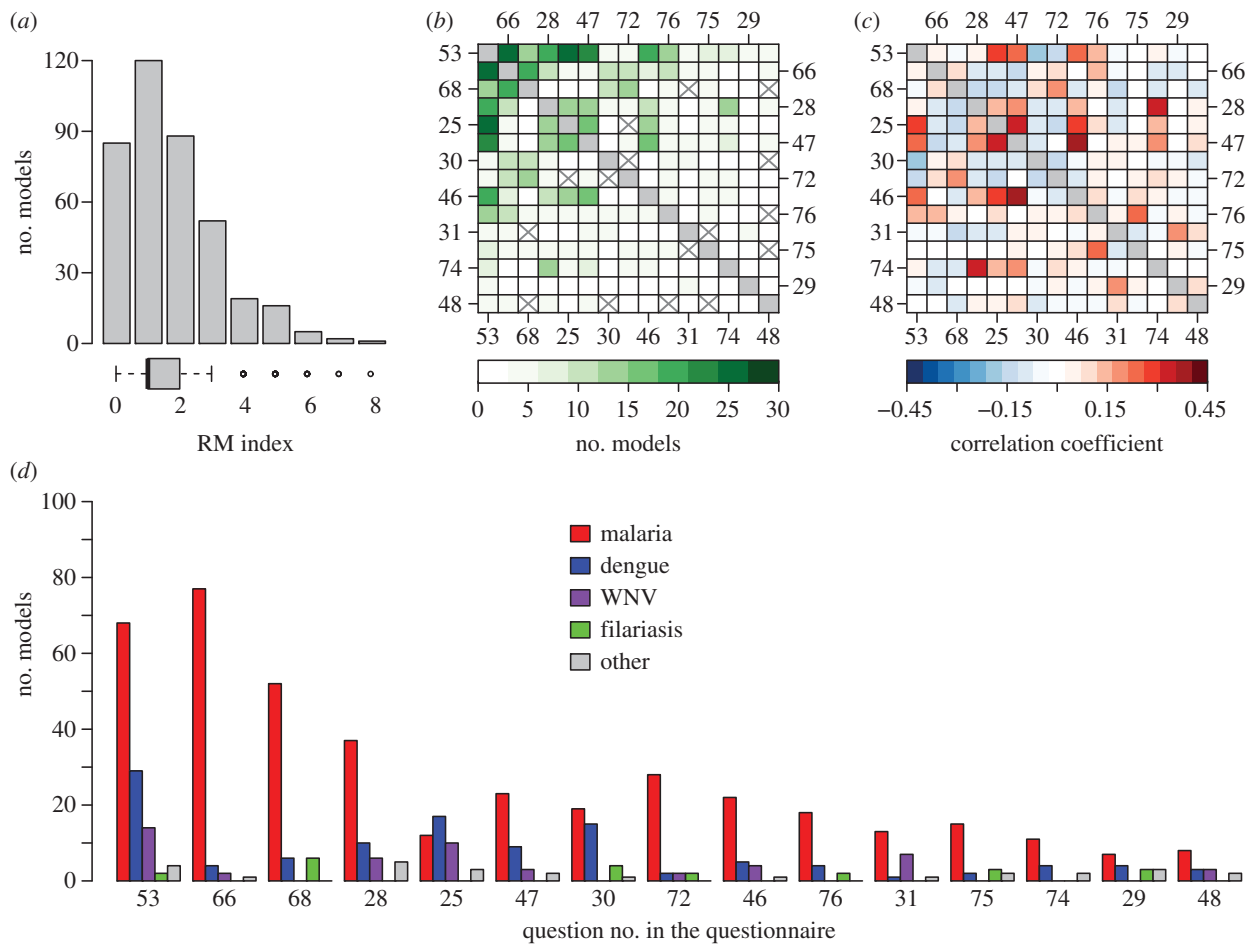 (a)
no. models
120
90
60
30
0
0 2 4 6 8
RM index
(b)
66 28 47 72 76 75 29
53
68
25
30
46
31
74
48
66
28
47
72
76
75
29
53 68 25 30 46 31 74 48
0 5 10 15 20 25 30
no. models
(c)
66 28 47 72 76 75 29
53
68
25
30
46
31
74
48
66
28
47
72
76
75
29
53 68 25 30 46 31 74 48
−0.45 −0.15 0.15 0.45
correlation coefficient
(d)
no. models
100
80
60
40
20
0
malaria
dengue
WNV
filariasis
other
53 66 68 28 25 47 30 72 46 76 31 75 74 29 48
question no. in the questionnaire